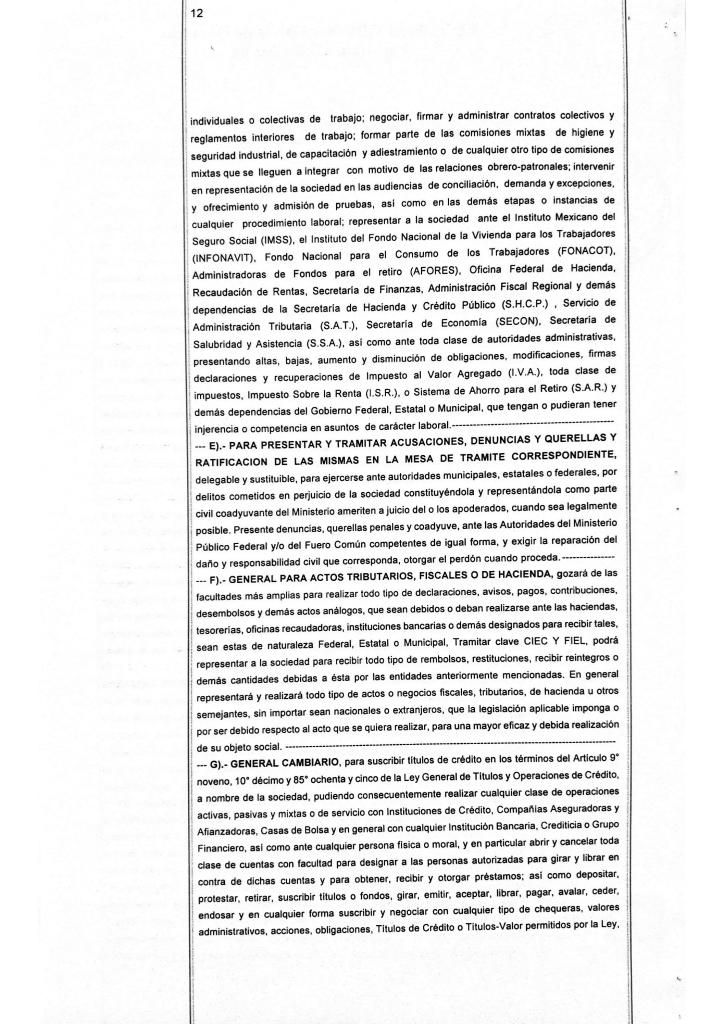 12
individuales o colectivas de trabajo; negociar, firmar y administrar contratos colectivos y
reglamentos interiores de trabajo; formar parte de las comisiones mixtas de higiene y
seguridad industrial, de capacitación y adiestramiento o de cualquier otro tipo de comisiones
mixtas que se lleguen a integrar con motivo de las relaciones obrero-patronales; intervenir
en representación de la sociedad en las audiencias de conciliación, demanda y excepciones,
y ofrecimiento y admisión de pruebas, así como en las demás etapas o instancias de
cualquier procedimiento laboral; representar a la sociedad ante el Instituto Mexicano del
Seguro Social (IMSS), el Instituto del Fondo Nacional de la Vivienda para los Trabajadores
(INFONAVIT), Fondo Nacional para el Consumo de los Trabajadores (FONACOT),
Administradoras de Fondos para el retiro (AFORES), Oficina Federal de Hacienda,
Recaudación de Rentas, Secretaría de Finanzas, Administración Fiscal Regional y demás
dependencias de la Secretaría de Hacienda y Crédito Público (S.H.C.P.) , Servicio de
Administración Tributaria (S.A.T.), Secretaría de Economía (SECON), Secretaría de
Salubridad y Asistencia (S.S.A.), así como ante toda clase de autoridades administrativas,
presentando altas, bajas, aumento y disminución de obligaciones, modificaciones, firmas
declaraciones y recuperaciones de Impuesto al Valor Agregado (I.V.A.), toda clase de
impuestos, Impuesto Sobre la Renta (I.S.R.), o Sistema de Ahorro para el Retiro (S.A.R.) y
demás dependencias del Gobierno Federal, Estatal o Municipal, que tengan o pudieran tener
injerencia o competencia en asuntos de carácter laboral.----------------------------------------
--- E).- PARA PRESENTAR Y TRAMITAR ACUSACIONES, DENUNCIAS Y QUERELLAS Y
RATIFICACION DE LAS MISMAS EN LA MESA DE TRAMITE CORRESPONDIENTE,
delegable y sustituible, para ejercerse ante autoridades municipales, estatales o federales, por
delitos cometidos en perjuicio de la sociedad constituyéndola y representándola como parte
civil coadyuvante del Ministerio ameriten a juicio del o los apoderados, cuando sea legalmente
posible. Presente denuncias, querellas penales y coadyuve, ante las Autoridades del Ministerio
Público Federal y/o del Fuero Común competentes de igual forma, y exigir la reparación del
daño y responsabilidad civil que corresponda, otorgar el perdón cuando proceda.---------------
--- F).- GENERAL PARA ACTOS TRIBUTARIOS, FISCALES O DE HACIENDA, gozará de las
facultades más amplias para realizar todo tipo de declaraciones, avisos, pagos, contribuciones,
desembolsos y demás actos análogos, que sean debidos o deban realizarse ante las haciendas,
tesorerías, oficinas recaudadoras, instituciones bancarias o demás designados para recibir tales,
sean estas de naturaleza Federal, Estatal o Municipal, Tramitar clave CIEC Y FIEL, podrá
representar a la sociedad para recibir todo tipo de rembolsos, restituciones, recibir reintegros o
demás cantidades debidas a ésta por las entidades anteriormente mencionadas. En general
representará y realizará todo tipo de actos o negocios fiscales, tributarios, de hacienda u otros
semejantes, sin importar sean nacionales o extranjeros, que la legislación aplicable imponga o
por ser debido respecto al acto que se quiera realizar, para una mayor eficaz y debida realización
de su objeto social. --------------------------------------------------------------------------------
--- G).- GENERAL CAMBIARIO, para suscribir títulos de crédito en los términos del Artículo 9°
noveno, 10° décimo y 85° ochenta y cinco de la Ley General de Títulos y Operaciones de Crédito,
a nombre de la sociedad, pudiendo consecuentemente realizar cualquier clase de operaciones
activas, pasivas y mixtas o de servicio con Instituciones de Crédito, Compañías Aseguradoras y
Afianzadoras, Casas de Bolsa y en general con cualquier Institución Bancaria, Crediticia o Grupo
Financiero, así como ante cualquier persona física o moral, y en particular abrir y cancelar toda
clase de cuentas con facultad para designar a las personas autorizadas para girar y librar en
contra de dichas cuentas y para obtener, recibir y otorgar préstamos; así como depositar,
protestar, retirar, suscribir títulos o fondos, girar, emitir, aceptar, librar, pagar, avalar, ceder,
endosar y en cualquier forma suscribir y negociar con cualquier tipo de chequeras, valores
administrativos, acciones, obligaciones, Títulos de Crédito o Títulos-Valor permitidos por la Ley,